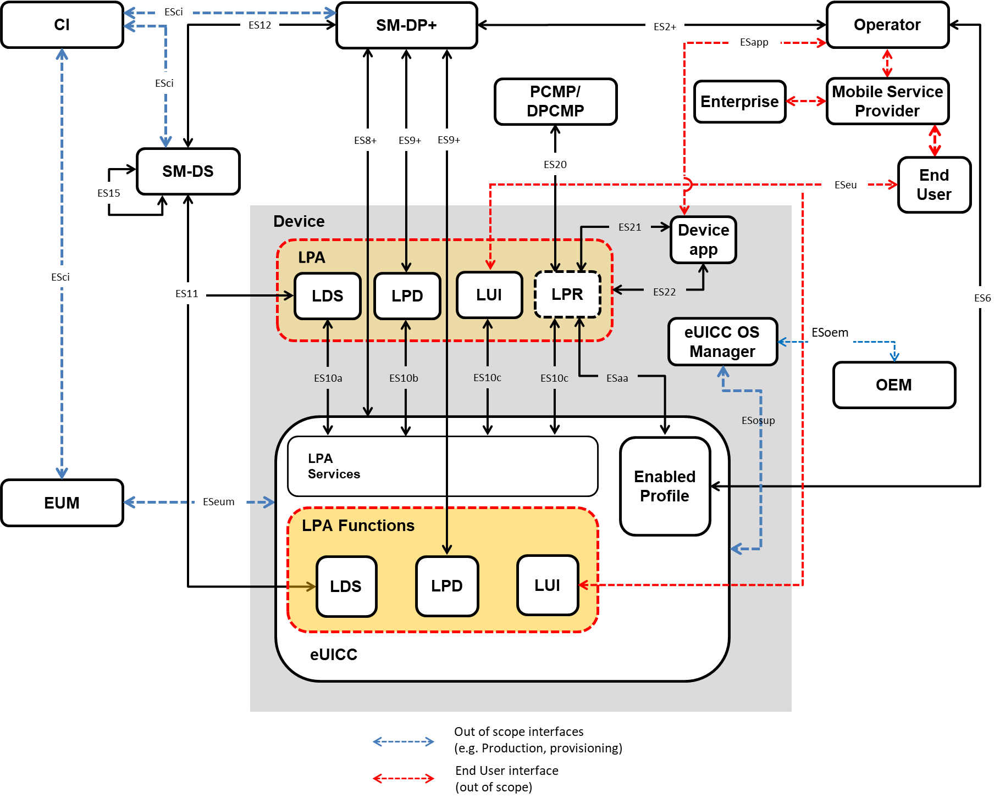 CI
ESci
SM-DP+
ES12
ES2+
Operator
ESapp
ESci
PCMP/
DPCMP
Enterprise
Mobile Service
Provider
ES8+
ES9+
ES9+
ES20
SM-DS
ES15
ESeu
End
User
Device
ES21
Device
app
LPA
LDS
LPD
LUI
LPR
ES22
ESci
ES11
ES6
eUICC OS
Manager
ESoem
OEM
ES10a
ES10b
ES10c
ES10c
ESaa
ESosup
LPA
Services
Enabled
Profile
EUM
ESeum
LPA Functions
LDS
LPD
LUI
eUICC
Out of scope interfaces
(e.g. Production, provisioning)
End User interface
(out of scope)